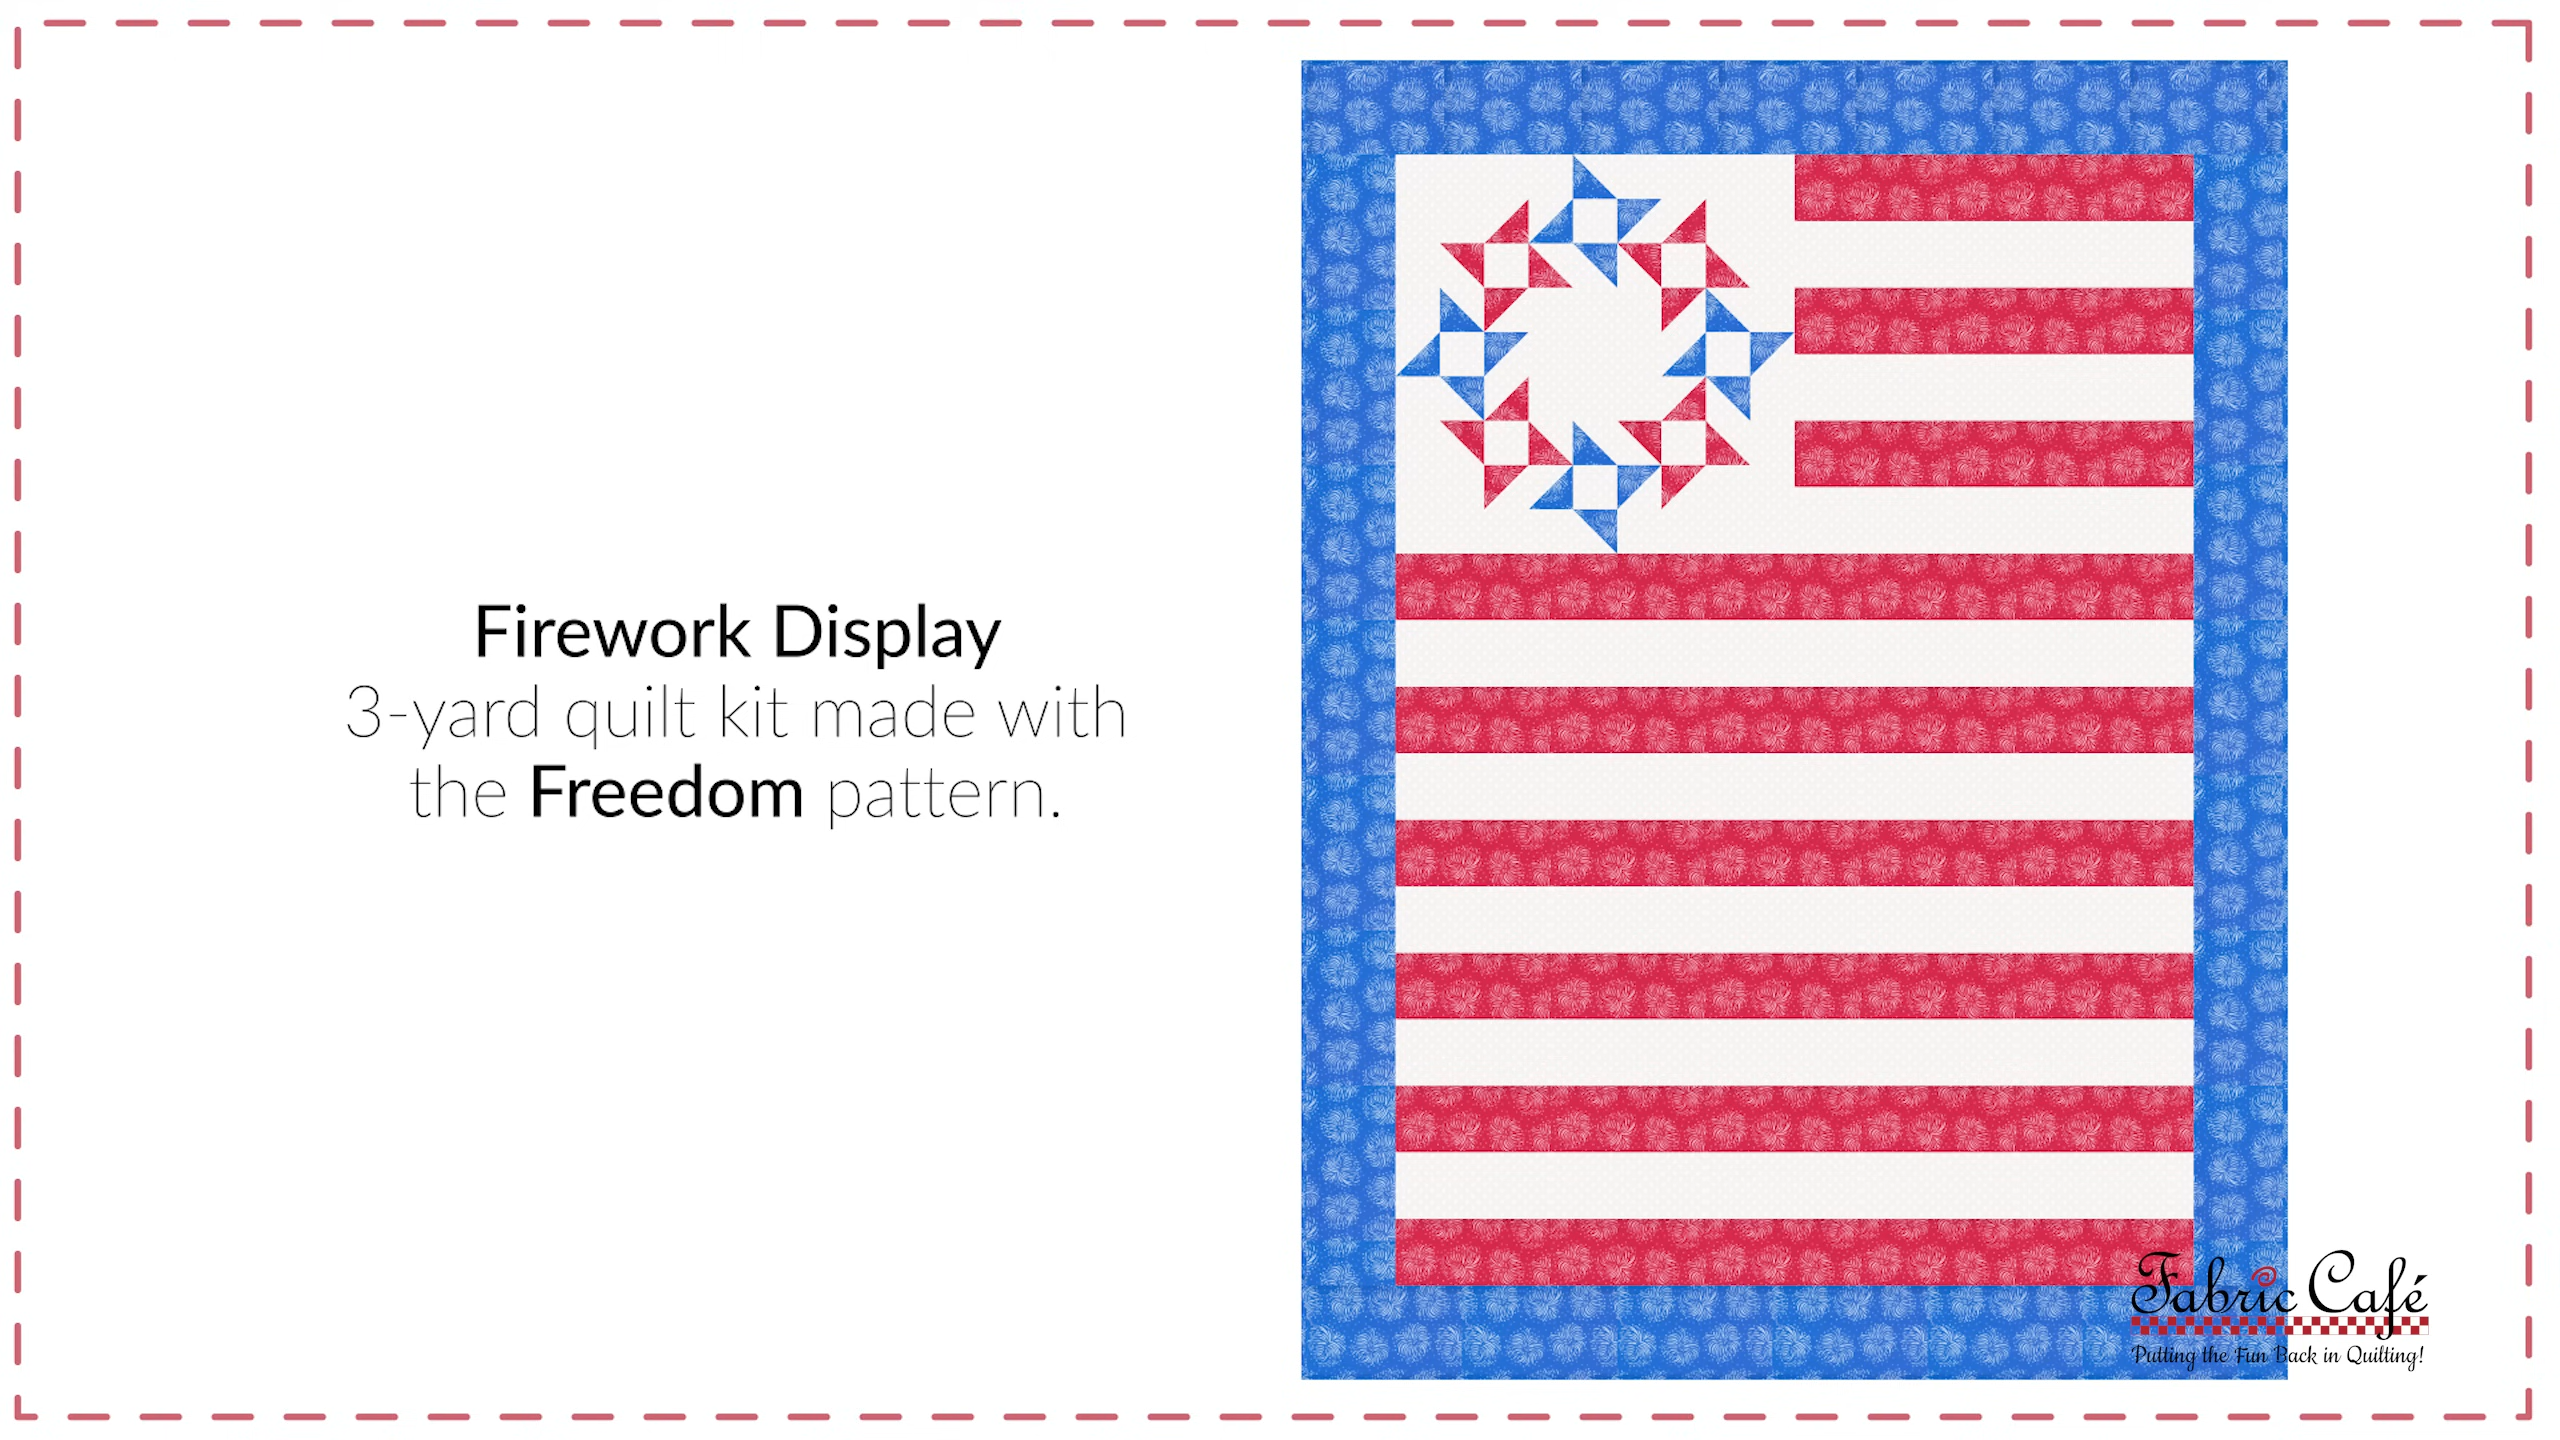 Firework Display
3-yard quilt kit made with
the Freedom pattern.
Fabric Café
Putting the Fun Back in Quilting!